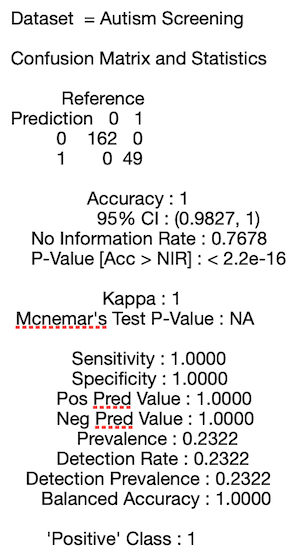 Dataset = Autism Screening
Confusion Matrix and Statistics
Reference
Prediction 0 1
0 162 0
1 0 49
Accuracy : 1
95% CI : (0.9827, 1)
No Information Rate : 0.7678
P-Value [Acc > NIR] : < 2.2e-16
Kappa : 1
Mcnemar's Test P-Value : NA
Sensitivity : 1.0000
Specificity : 1.0000
Pos Pred Value : 1.0000
Neg Pred Value : 1.0000
Prevalence : 0.2322
Detection Rate : 0.2322
Detection Prevalence : 0.2322
Balanced Accuracy : 1.0000
'Positive' Class : 1